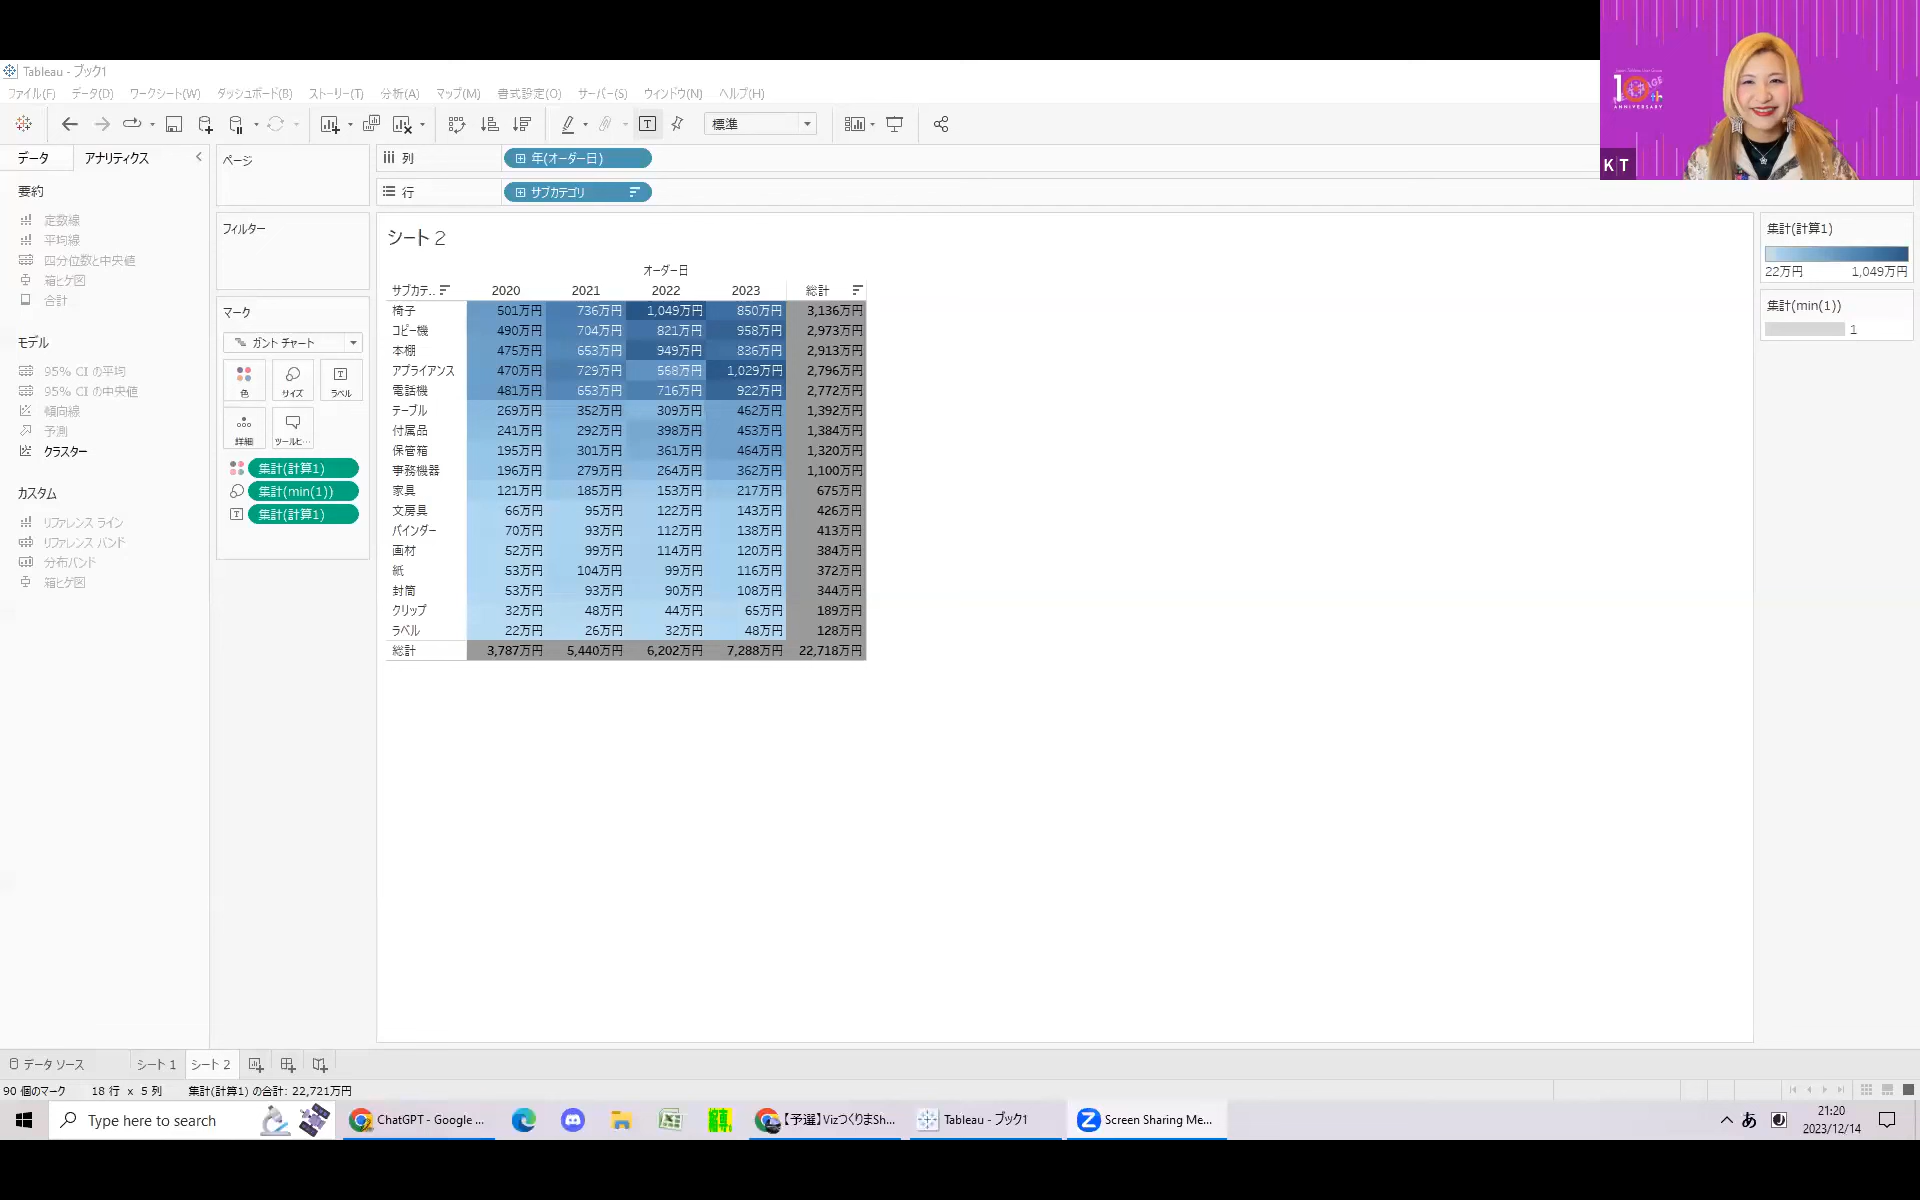 Tableau - ブック1
ファイル(F) データ(D) ワークシート(W) ダッシュボード(B) ストーリー(T) 分析(A) マップ(M) 書式設定(O) サーバー(S) ウィンドウ(N) ヘルプ(H)
標準
データ アナリティクス
要約
定数線
平均線
四分位数と中央値
箱ヒゲ図
合計
モデル
95% CI の平均
95% CI の中央値
傾向線
予測
クラスター
カスタム
リファレンス ライン
リファレンス バンド
分布バンド
箱ヒゲ図
ページ
フィルター
マーク
ガント チャート
色 サイズ ラベル
詳細 ツールヒ...
集計(計算1)
集計(min(1))
集計(計算1)
列 年(オーダー日)
行 サブカテゴリ
シート 2
オーダー日
サブカテ.. 2020 2021 2022 2023 総計
椅子 501万円 736万円 1,049万円 850万円 3,136万円
コピー機 490万円 704万円 821万円 958万円 2,973万円
本棚 475万円 653万円 949万円 836万円 2,913万円
アプライアンス 470万円 729万円 568万円 1,029万円 2,796万円
電話機 481万円 653万円 716万円 922万円 2,772万円
テーブル 269万円 352万円 309万円 462万円 1,392万円
付属品 241万円 292万円 398万円 453万円 1,384万円
保管箱 195万円 301万円 361万円 464万円 1,320万円
事務機器 196万円 279万円 264万円 362万円 1,100万円
家具 121万円 185万円 153万円 217万円 675万円
文房具 66万円 95万円 122万円 143万円 426万円
バインダー 70万円 93万円 112万円 138万円 413万円
画材 52万円 99万円 114万円 120万円 384万円
紙 53万円 104万円 99万円 116万円 372万円
封筒 53万円 93万円 90万円 108万円 344万円
クリップ 32万円 48万円 44万円 65万円 189万円
ラベル 22万円 26万円 32万円 48万円 128万円
総計 3,787万円 5,440万円 6,202万円 7,288万円 22,718万円
10th
ANNIVERSARY
K T
集計(計算1)
22万円 1,049万円
集計(min(1))
1
データ ソース シート 1 シート 2
90 個のマーク 18 行 x 5 列 集計(計算1) の合計: 22,721万円
Type here to search ChatGPT - Google ... 【予選】VizつくりまSh... Tableau - ブック1 Screen Sharing Me... あ 21:20
2023/12/14